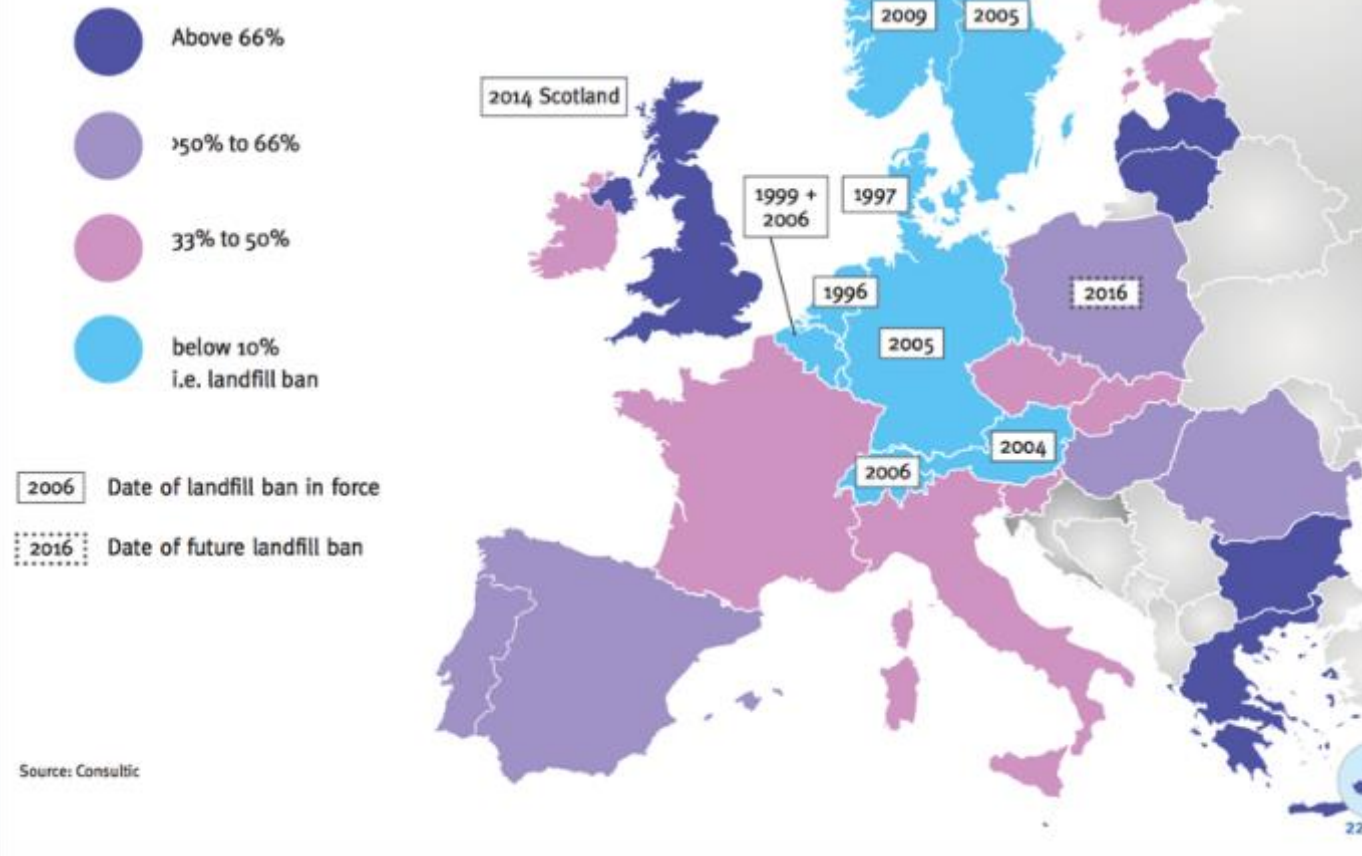 Above 66%
>50% to 66%
33% to 50%
below 10%
i.e. landfill ban
2006 Date of landfill ban in force
2016 Date of future landfill ban
Source: Consultic
2009
2005
2014 Scotland
1999 +
2006
1997
1996
2005
2016
2004
2006
22